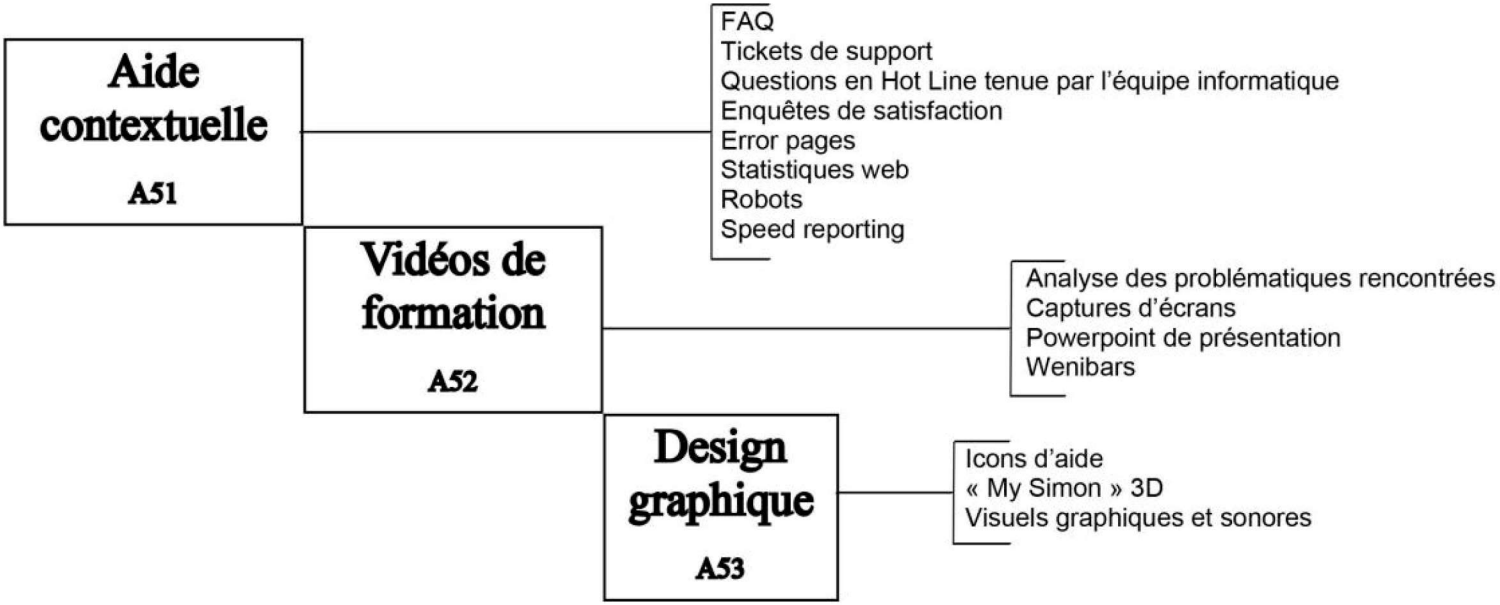 Aide
contextuelle
A51
FAQ
Tickets de support
Questions en Hot Line tenue par l'équipe informatique
Enquêtes de satisfaction
Error pages
Statistiques web
Robots
Speed reporting
Vidéos de
formation
A52
Analyse des problématiques rencontrées
Captures d'écrans
Powerpoint de présentation
Wenibars
Design
graphique
A53
Icons d'aide
« My Simon » 3D
Visuels graphiques et sonores